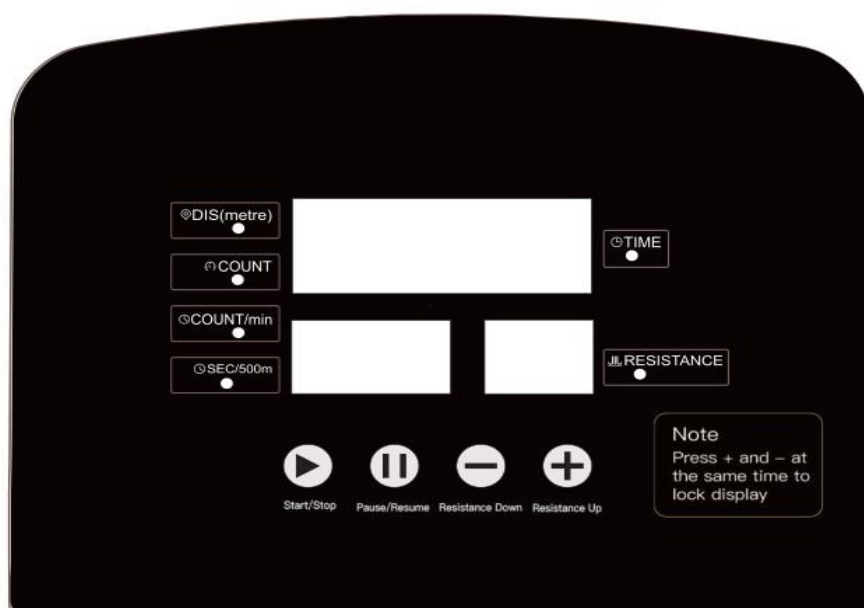 DIS(metre)
COUNT
COUNT/min
SEC/500m
TIME
RESISTANCE
Start/Stop
Pause/Resume
Resistance Down
Resistance Up
Note
Press + and – at
the same time to
lock display